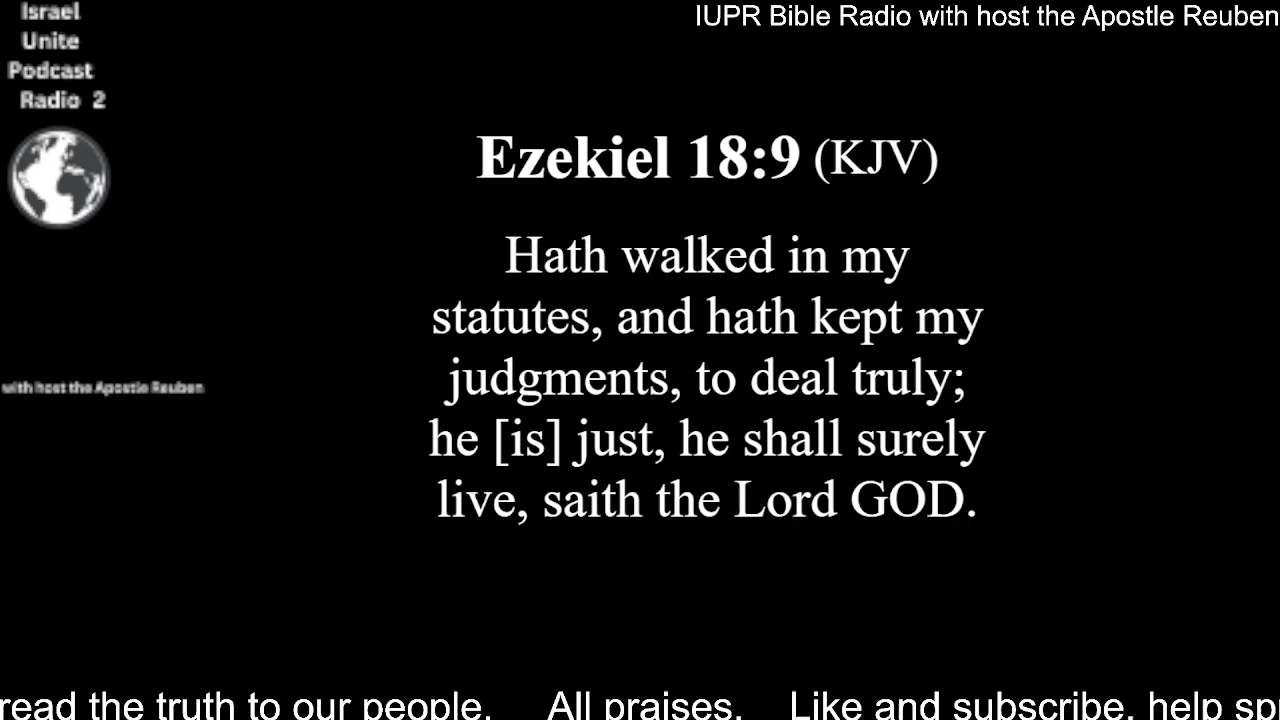 Israel
Unite
Podcast
Radio 2
IUPR Bible Radio with host the Apostle Reuben
Ezekiel 18:9 (KJV)
Hath walked in my
statutes, and hath kept my
judgments, to deal truly;
he [is] just, he shall surely
live, saith the Lord GOD.
with host the Apostle Reuben
read the truth to our people. All praises. Like and subscribe, help sp